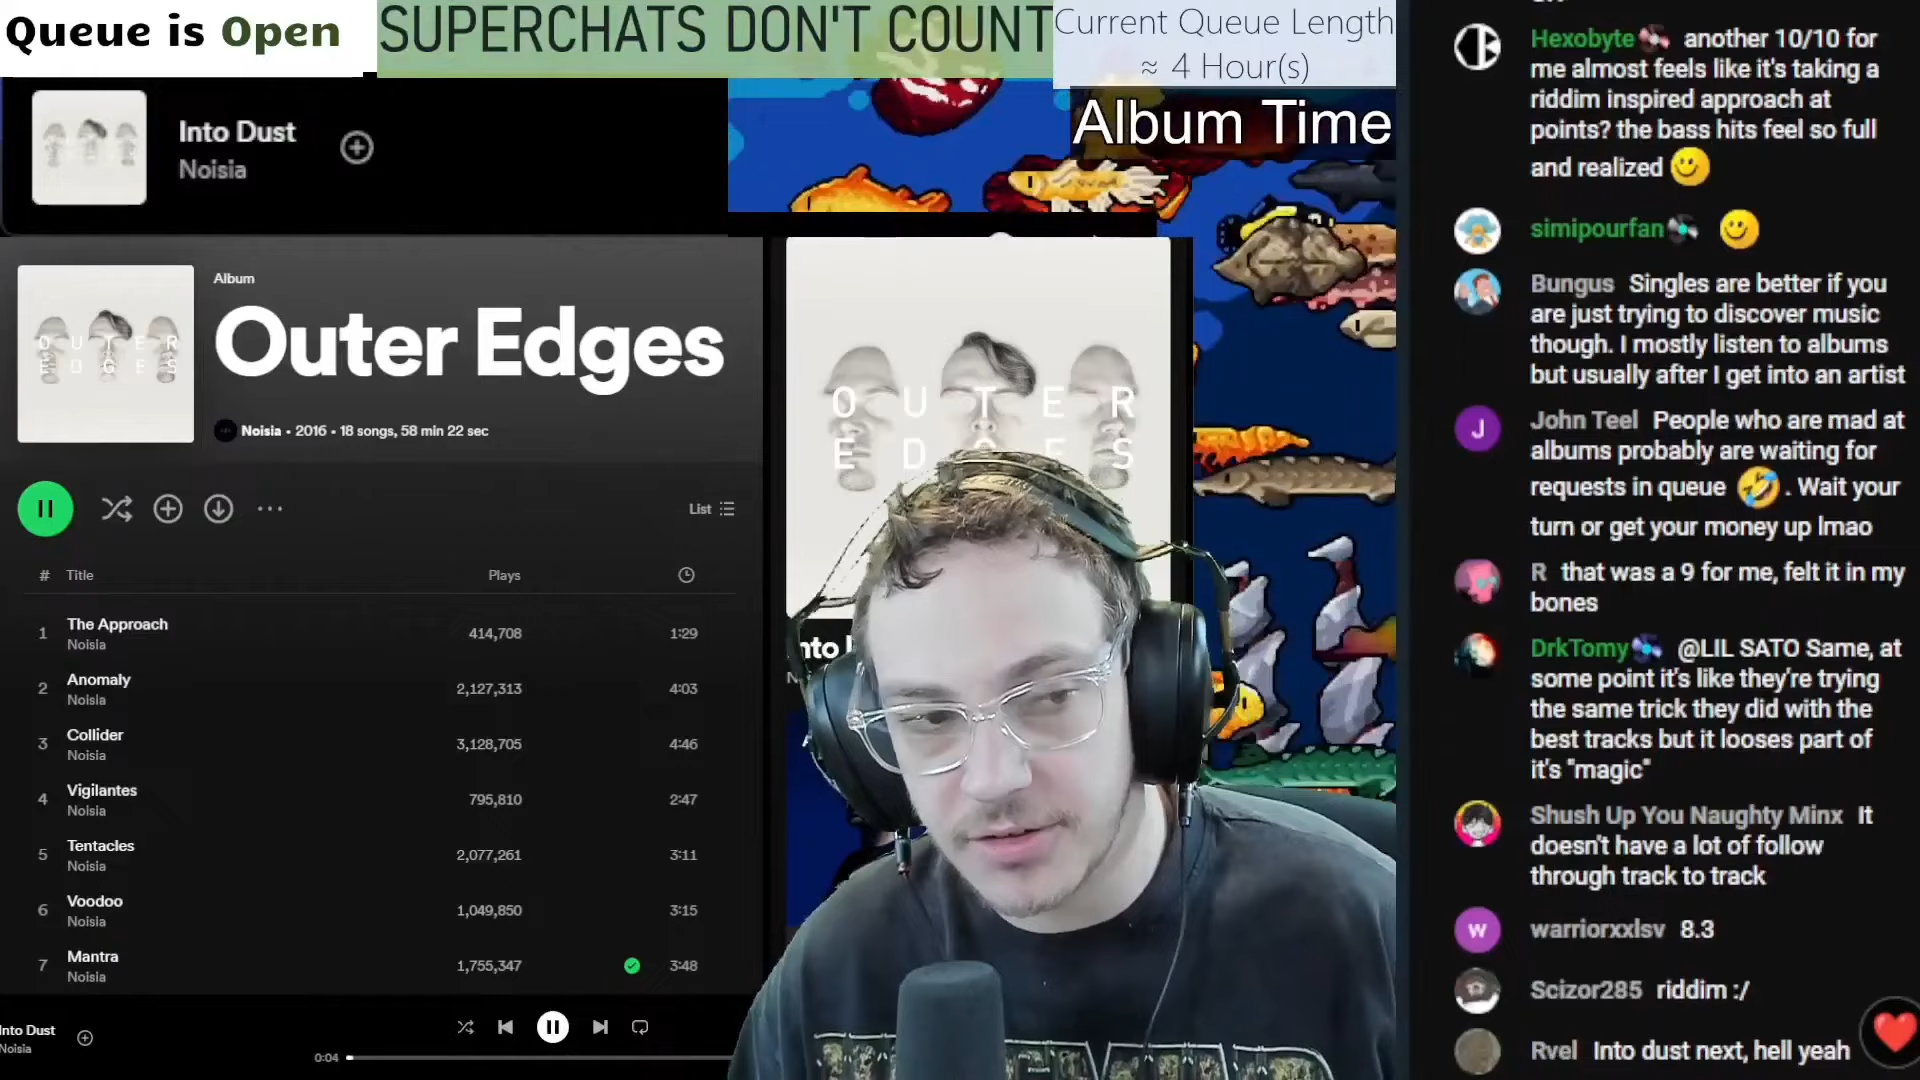 Queue is Open
SUPERCHATS DON'T COUNT
Current Queue Length
≈ 4 Hour(s)
Album Time
Into Dust
Noisia
Album
Outer Edges
Noisia • 2016 • 18 songs, 58 min 22 sec
OUTER
EDGES
List
# Title Plays
1 The Approach 414,708 1:29
Noisia
2 Anomaly 2,127,313 4:03
Noisia
3 Collider 3,128,705 4:46
Noisia
4 Vigilantes 795,810 2:47
Noisia
5 Tentacles 2,077,261 3:11
Noisia
6 Voodoo 1,049,850 3:15
Noisia
7 Mantra 1,755,347 3:48
Noisia
nto Dust
Noisia
0:04
OUTER
EDGES
Hexobyte another 10/10 for
me almost feels like it's taking a
riddim inspired approach at
points? the bass hits feel so full
and realized
simipourfan
Bungus Singles are better if you
are just trying to discover music
though. I mostly listen to albums
but usually after I get into an artist
J
John Teel People who are mad at
albums probably are waiting for
requests in queue . Wait your
turn or get your money up lmao
R that was a 9 for me, felt it in my
bones
DrkTomy @LIL SATO Same, at
some point it's like they're trying
the same trick they did with the
best tracks but it looses part of
it's "magic"
Shush Up You Naughty Minx It
doesn't have a lot of follow
through track to track
w
warriorxxlsv 8.3
Scizor285 riddim :/
Rvel Into dust next, hell yeah